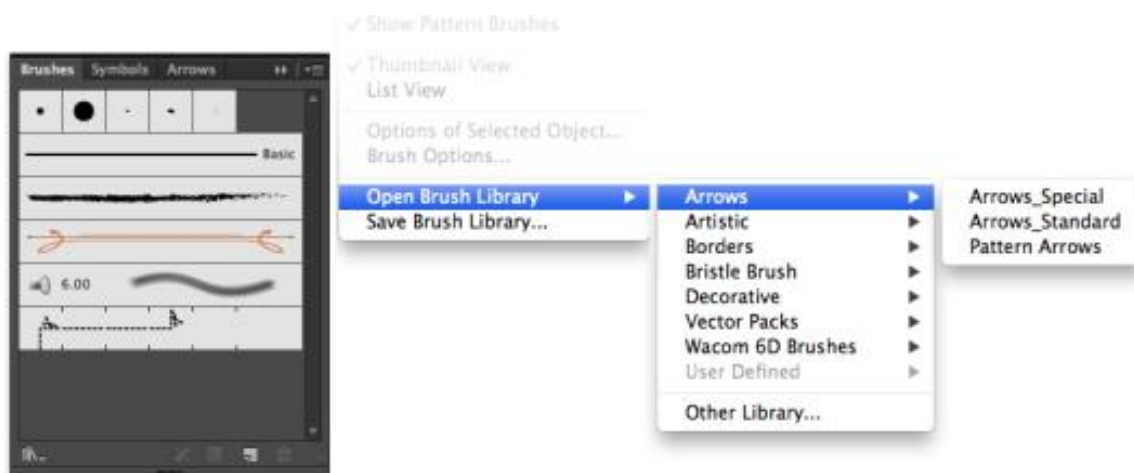 Brushes Symbols Arrows
Basic
6.00
✓ Show Pattern Brushes
✓ Thumbnail View
List View
Options of Selected Object...
Brush Options...
Open Brush Library
Save Brush Library...
Arrows
Artistic
Borders
Bristle Brush
Decorative
Vector Packs
Wacom 6D Brushes
User Defined
Other Library...
Arrows_Special
Arrows_Standard
Pattern Arrows